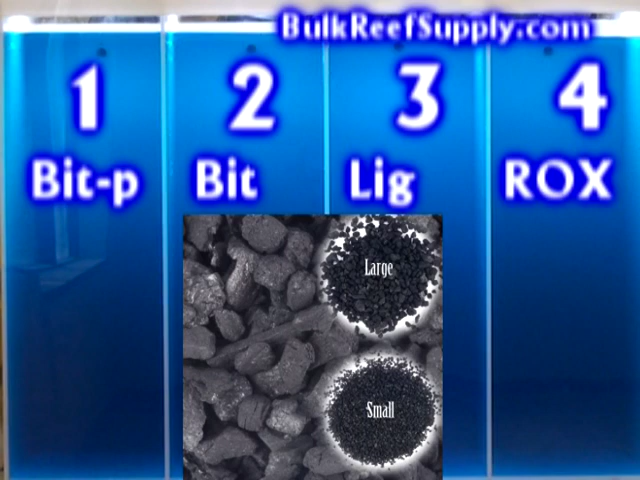 BulkReefSupply.com
1 2 3 4
Bit-p Bit Lig ROX
Large
Small